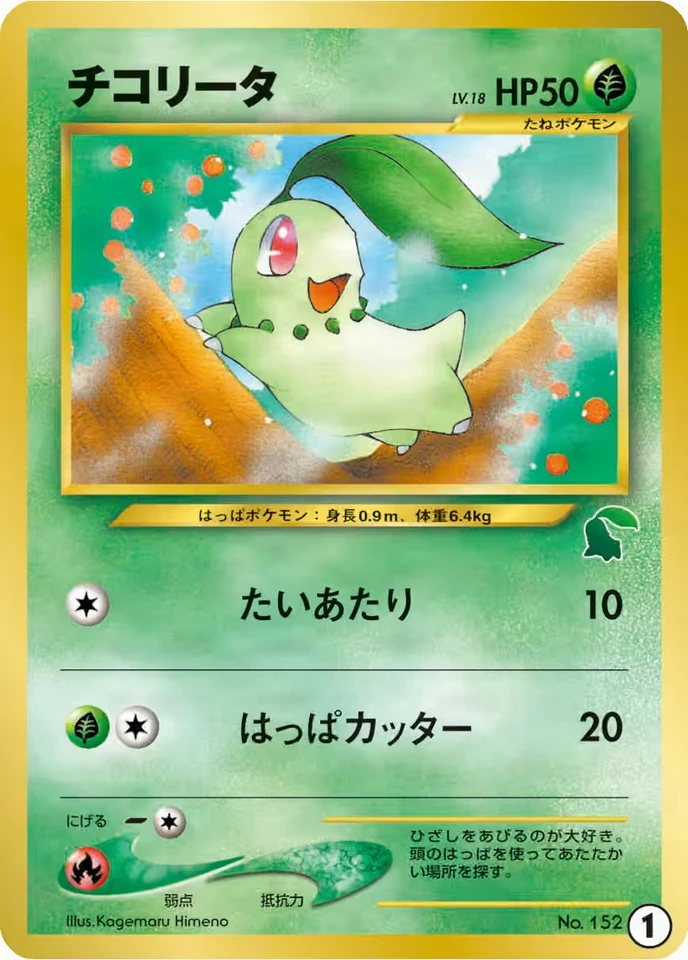 チコリータ
LV.18 HP50
たねポケモン
はっぱポケモン：身長0.9m、体重6.4kg
たいあたり 10
はっぱカッター 20
にげる
ひざしをあびるのが大好き。
頭のはっぱを使ってあたたか
い場所を探す。
弱点 抵抗力
Illus.Kagemaru Himeno
No. 152
1